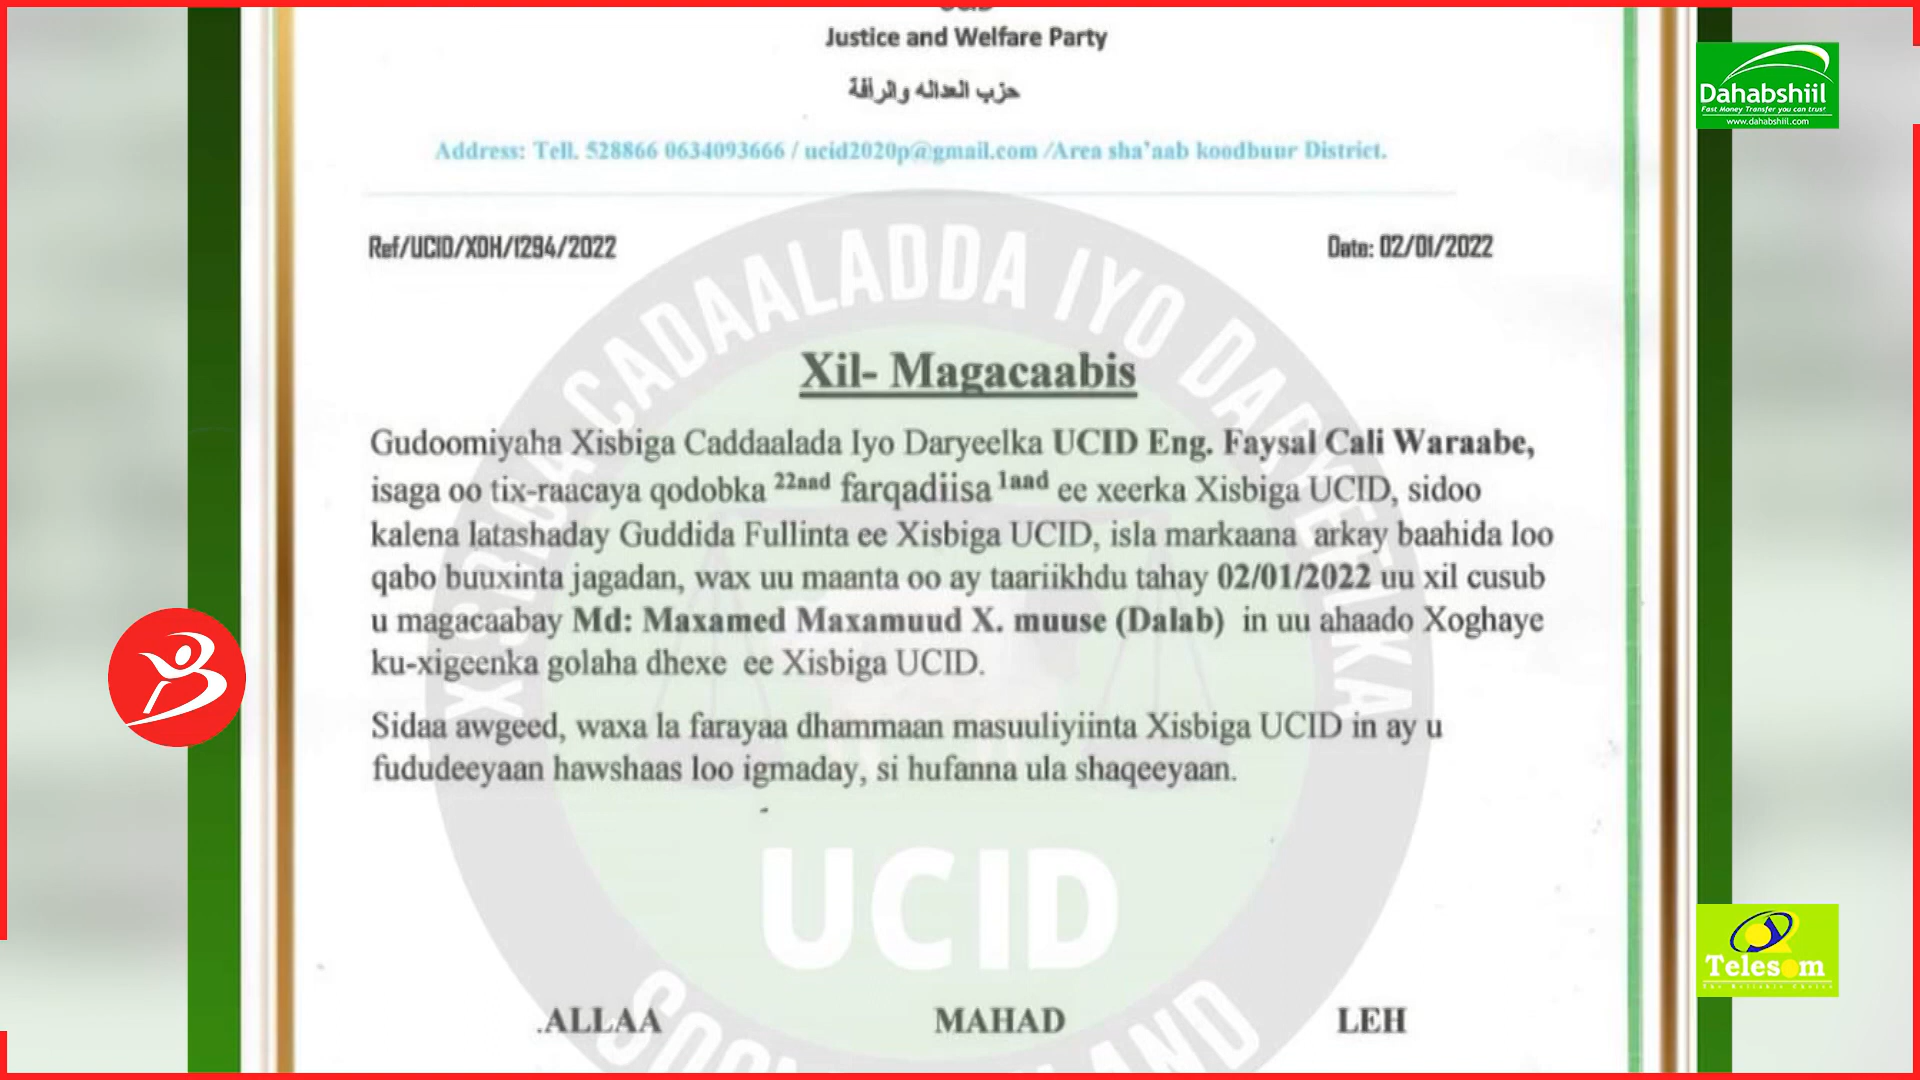 UCID
Justice and Welfare Party
حزب العداله والرأفة
Address: Tell. 528866 0634093666 / ucid2020p@gmail.com /Area sha'aab koodbuur District.
Ref/UCID/XDH/1294/2022
Date: 02/01/2022
Xil- Magacaabis
Gudoomiyaha Xisbiga Caddaalada Iyo Daryeelka UCID Eng. Faysal Cali Waraabe,
isaga oo tix-raacaya qodobka 22aad farqadiisa 1aad ee xeerka Xisbiga UCID, sidoo
kalena latashaday Guddida Fullinta ee Xisbiga UCID, isla markaana arkay baahida loo
qabo buuxinta jagadan, wax uu maanta oo ay taariikhdu tahay 02/01/2022 uu xil cusub
u magacaabay Md: Maxamed Maxamuud X. muuse (Dalab) in uu ahaado Xoghaye
ku-xigeenka golaha dhexe ee Xisbiga UCID.
Sidaa awgeed, waxa la farayaa dhammaan masuuliyiinta Xisbiga UCID in ay u
fududeeyaan hawshaas loo igmaday, si hufanna ula shaqeeyaan.
.ALLAA MAHAD LEH
XISBIGA CADAALADDA IYO DARYEELKA
UCID
Dahabshiil
Fast Money Transfer you can trust
www.dahabshiil.com
Telesom
The Reliable Choice